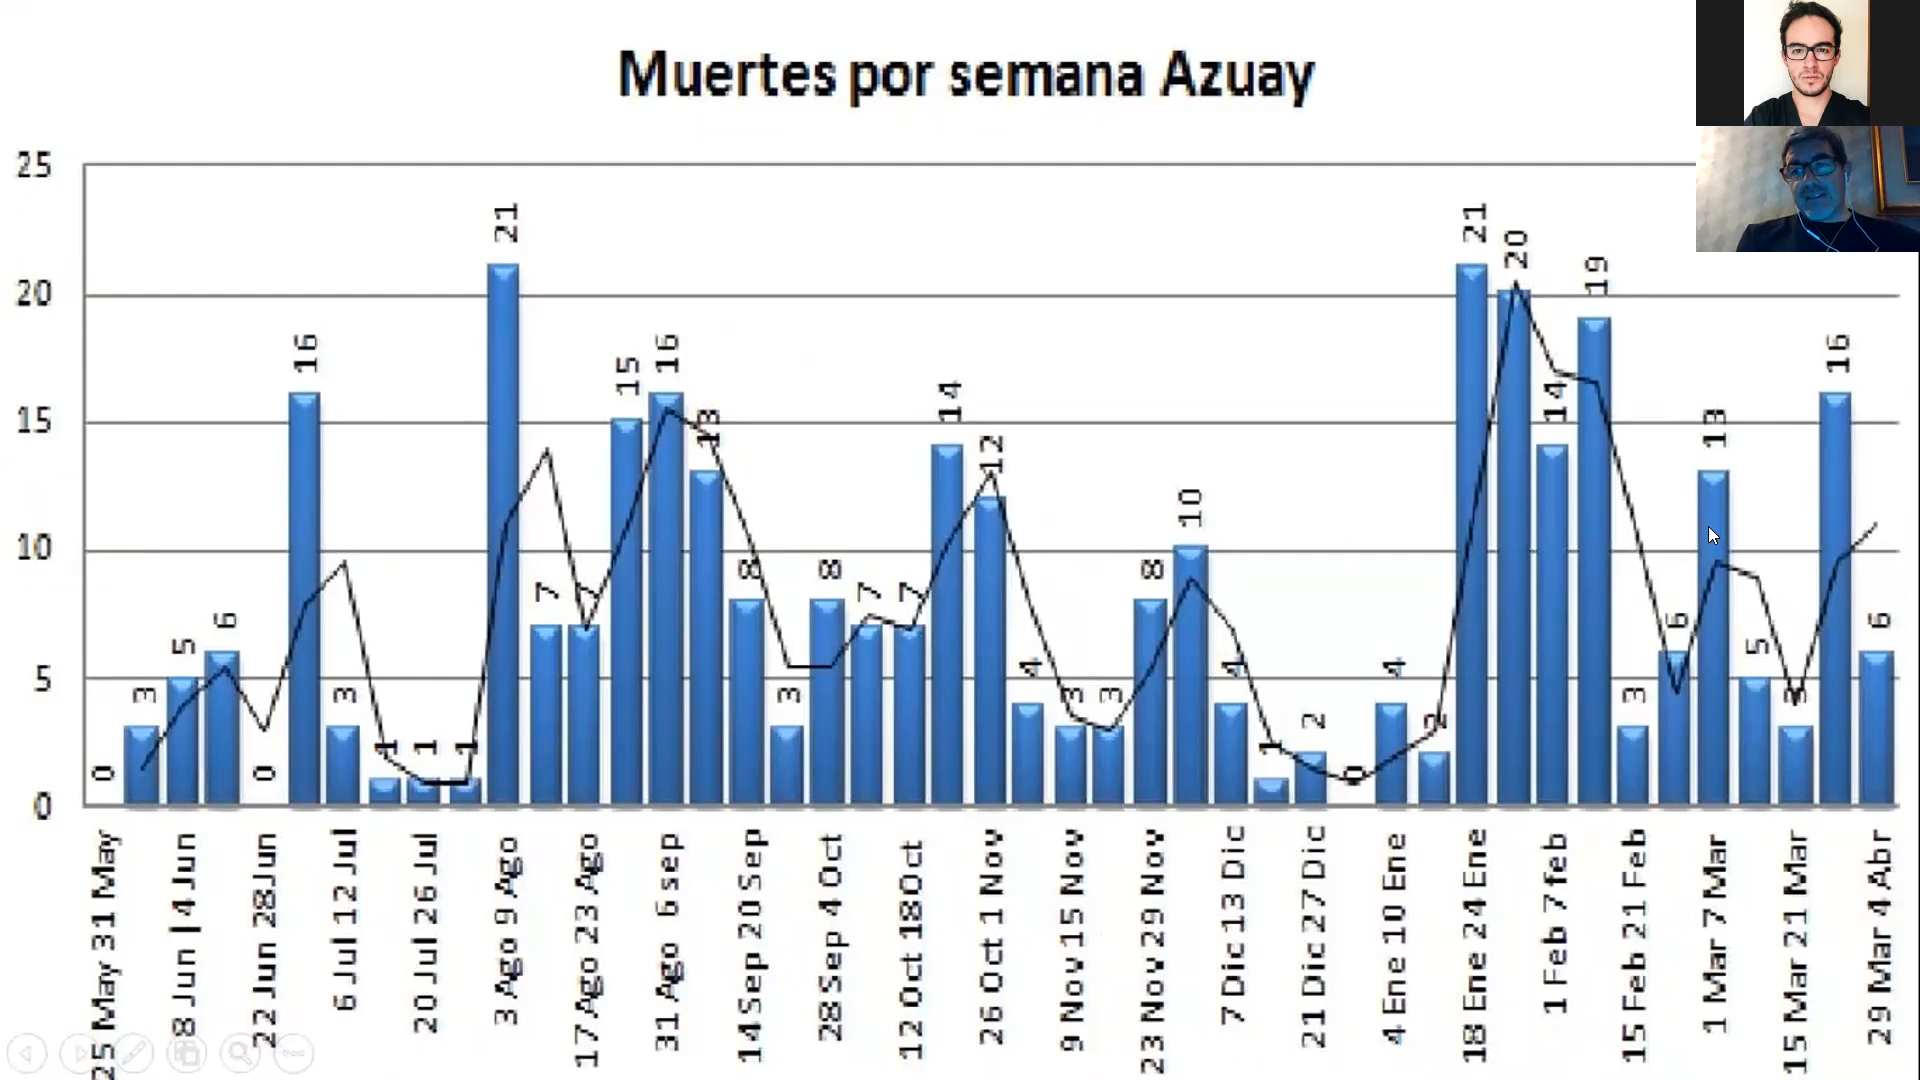 Muertes por semana Azuay
25
20
15
10
5
0
0
3
5
6
0
16
3
1
1
1
21
7
7
15
16
13
8
3
8
7
7
14
12
4
3
3
8
10
4
1
2
0
4
2
21
20
14
19
3
6
13
5
3
16
6
25 May 31 May
8 Jun |4 Jun
22 Jun 28Jun
6 Jul 12 Jul
20 Jul 26 Jul
3 Ago 9 Ago
17 Ago 23 Ago
31 Ago 6 sep
14 Sep 20 Sep
28 Sep 4 Oct
12 Oct 18 Oct
26 Oct 1 Nov
9 Nov 15 Nov
23 Nov 29 Nov
7 Dic 13 Dic
21 Dic 27 Dic
4 Ene 10 Ene
18 Ene 24 Ene
1 Feb 7 feb
15 Feb 21 Feb
1 Mar 7 Mar
15 Mar 21 Mar
29 Mar 4 Abr